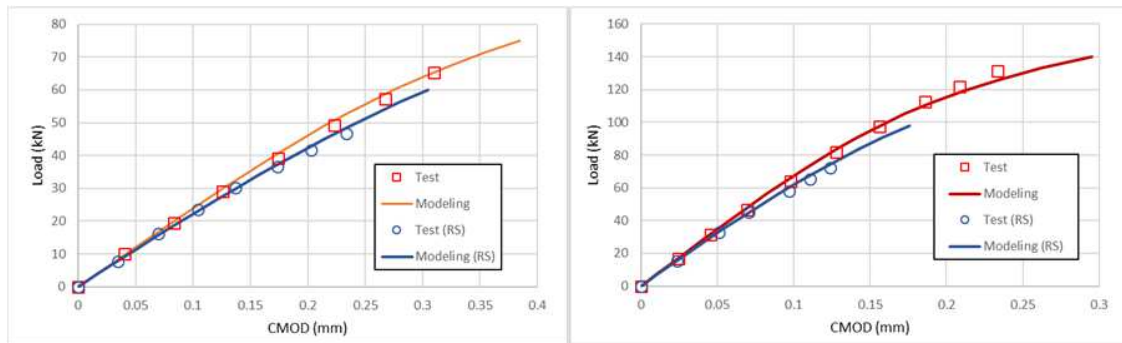 80
70
60
50
40
30
20
10
0
Load (kN)
0 0.05 0.1 0.15 0.2 0.25 0.3 0.35 0.4
CMOD (mm)
Test
Modeling
Test (RS)
Modeling (RS)
160
140
120
100
80
60
40
20
0
Load (kN)
0 0.05 0.1 0.15 0.2 0.25 0.3
CMOD (mm)
Test
Modeling
Test (RS)
Modeling (RS)